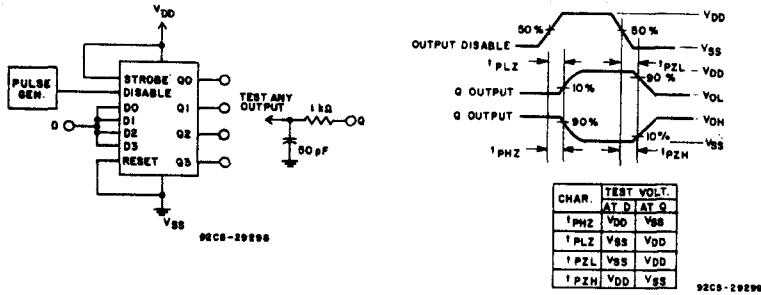 VDD
PULSE GEN.
STROBE Q0
DISABLE
D0
D1 Q1
D2 Q2
D3
RESET Q3
D
VSS
TEST ANY OUTPUT
1 kΩ
Q
50 pF
92CS-29298
OUTPUT DISABLE
50% 50%
VDD
VSS
tPLZ
tPZL
VDD
90%
Q OUTPUT
10%
VOL
Q OUTPUT
VOH
90%
10%
VSS
tPHZ
tPZH
CHAR. TEST VOLT.
AT D AT Q
tPHZ VDD VSS
tPLZ VSS VDD
tPZL VSS VDD
tPZH VDD VSS
92CS-29299